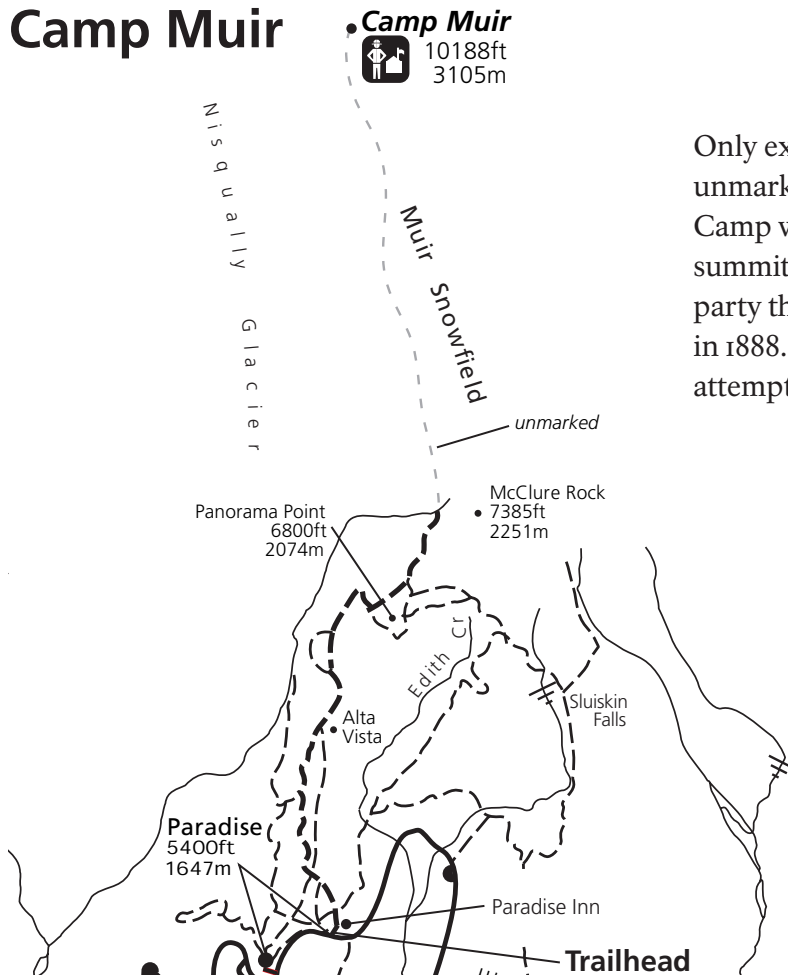 Camp Muir
Camp Muir
10188ft
3105m
Nisqually Glacier
Muir Snowfield
Only
unmark
Camp
summit
party
in 1888.
attempt
unmarked
McClure Rock
7385ft
2251m
Panorama Point
6800ft
2074m
Edith Cr
Sluiskin
Falls
Alta
Vista
Paradise
5400ft
1647m
Paradise Inn
Trailhead